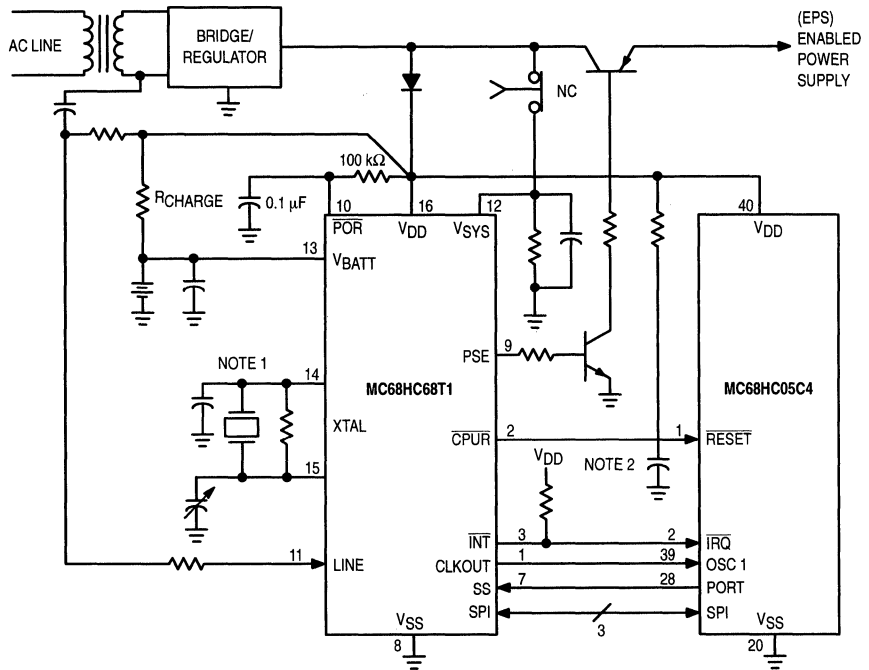 AC LINE
BRIDGE/
REGULATOR
(EPS)
ENABLED
POWER
SUPPLY
NC
100 kΩ
RCHARGE
0.1 μF
10
16
12
40
POR
VDD
VSYS
VDD
13
VBATT
9
PSE
NOTE 1
14
MC68HC68T1
MC68HC05C4
XTAL
CPUR
2
1
RESET
VDD
NOTE 2
15
INT
3
2
IRQ
11
LINE
CLKOUT
1
39
OSC 1
SS
7
28
PORT
SPI
3
SPI
VSS
8
VSS
20